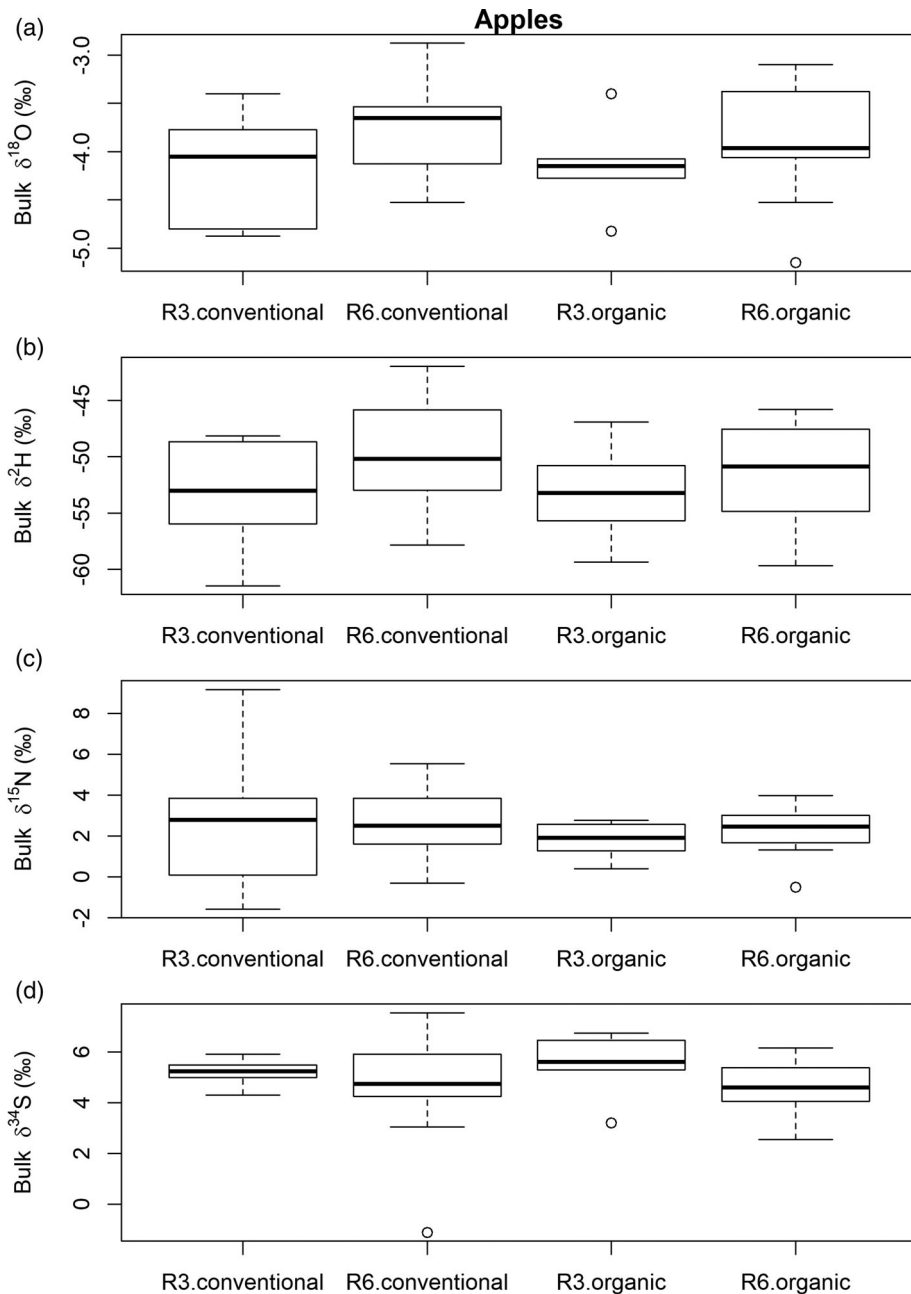 Apples
(a)
Bulk δ¹⁸O (‰)
-3.0
-4.0
-5.0
R3.conventional R6.conventional R3.organic R6.organic
(b)
Bulk δ²H (‰)
-45
-50
-55
-60
R3.conventional R6.conventional R3.organic R6.organic
(c)
Bulk δ¹⁵N (‰)
8
6
4
2
0
-2
R3.conventional R6.conventional R3.organic R6.organic
(d)
Bulk δ³⁴S (‰)
6
4
2
0
R3.conventional R6.conventional R3.organic R6.organic